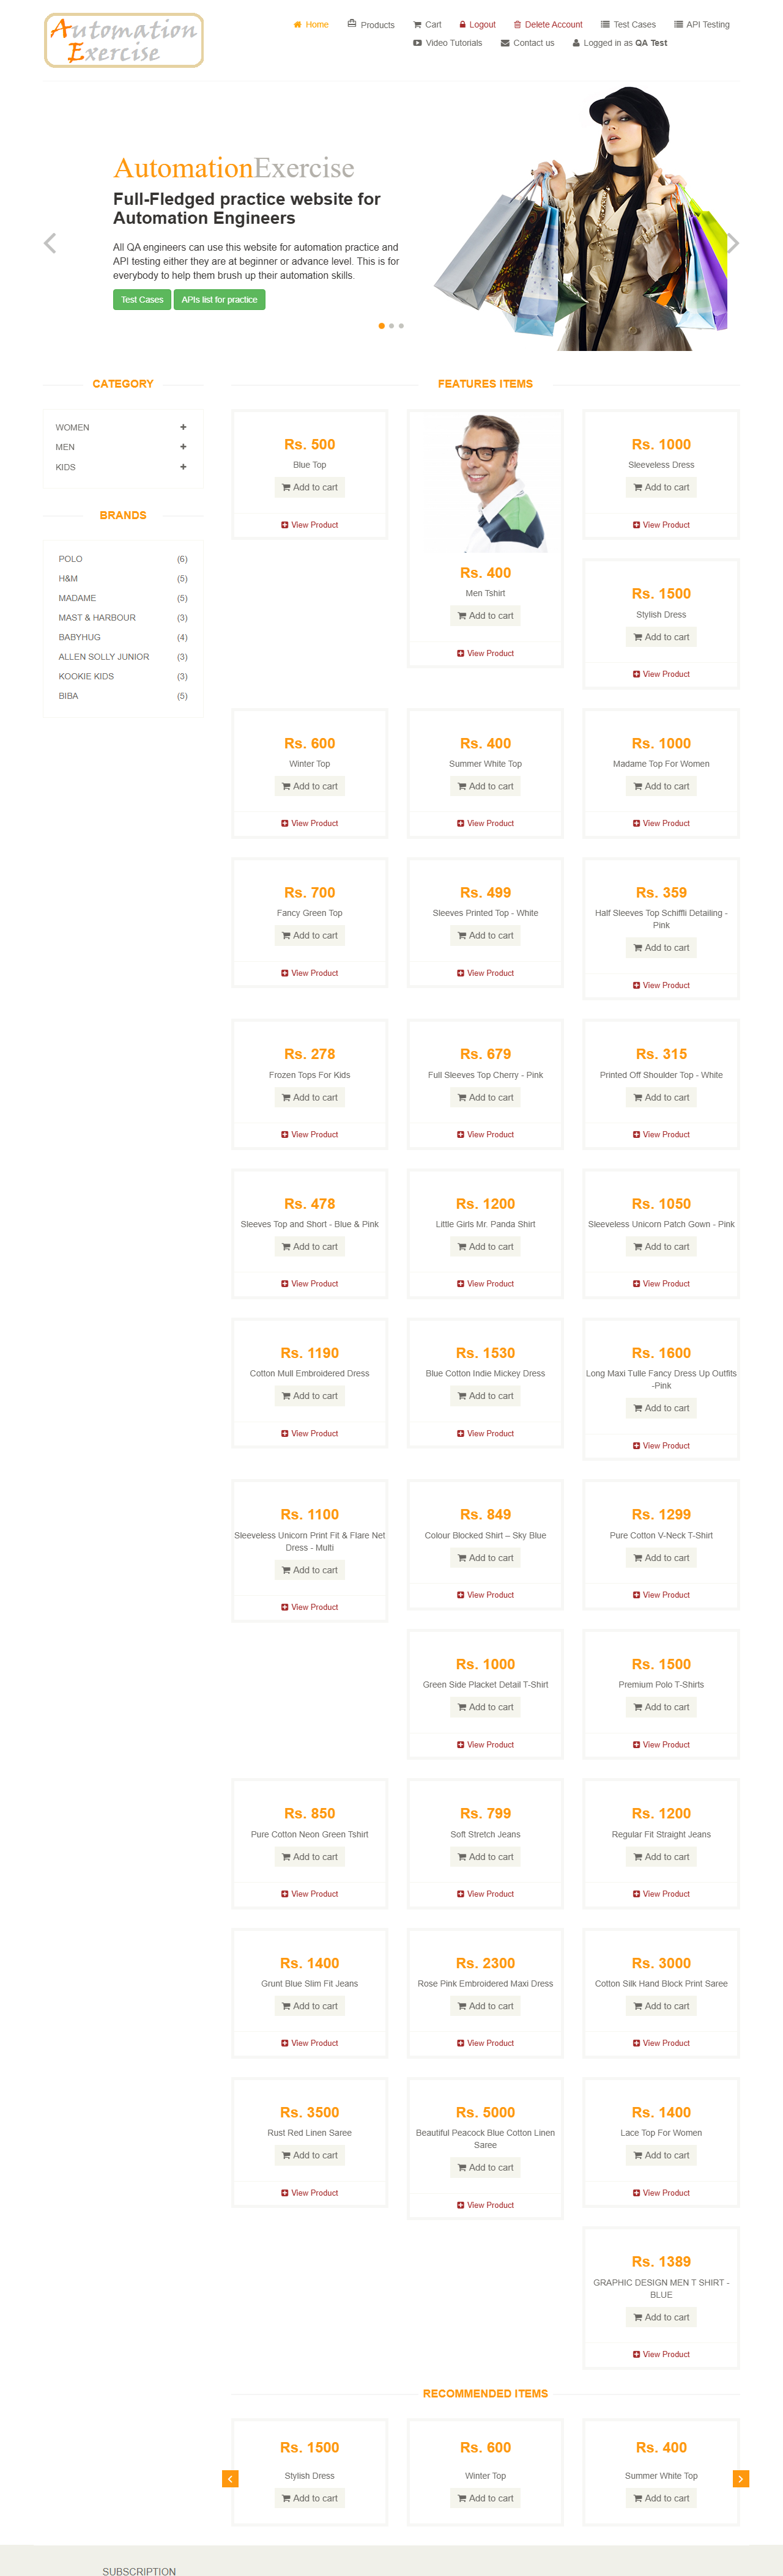 Automation
Exercise
Home
Products
Cart
Logout
Delete Account
Test Cases
API Testing
Video Tutorials
Contact us
Logged in as QA Test
AutomationExercise
Full-Fledged practice website for
Automation Engineers
All QA engineers can use this website for automation practice and
API testing either they are at beginner or advance level. This is for
everybody to help them brush up their automation skills.
Test Cases
APIs list for practice
CATEGORY
WOMEN
MEN
KIDS
BRANDS
POLO (6)
H&M (5)
MADAME (5)
MAST & HARBOUR (3)
BABYHUG (4)
ALLEN SOLLY JUNIOR (3)
KOOKIE KIDS (3)
BIBA (5)
FEATURES ITEMS
Rs. 500
Blue Top
Add to cart
View Product
Rs. 400
Men Tshirt
Add to cart
View Product
Rs. 1000
Sleeveless Dress
Add to cart
View Product
Rs. 1500
Stylish Dress
Add to cart
View Product
Rs. 600
Winter Top
Add to cart
View Product
Rs. 400
Summer White Top
Add to cart
View Product
Rs. 1000
Madame Top For Women
Add to cart
View Product
Rs. 700
Fancy Green Top
Add to cart
View Product
Rs. 499
Sleeves Printed Top - White
Add to cart
View Product
Rs. 359
Half Sleeves Top Schiffli Detailing -
Pink
Add to cart
View Product
Rs. 278
Frozen Tops For Kids
Add to cart
View Product
Rs. 679
Full Sleeves Top Cherry - Pink
Add to cart
View Product
Rs. 315
Printed Off Shoulder Top - White
Add to cart
View Product
Rs. 478
Sleeves Top and Short - Blue & Pink
Add to cart
View Product
Rs. 1200
Little Girls Mr. Panda Shirt
Add to cart
View Product
Rs. 1050
Sleeveless Unicorn Patch Gown - Pink
Add to cart
View Product
Rs. 1190
Cotton Mull Embroidered Dress
Add to cart
View Product
Rs. 1530
Blue Cotton Indie Mickey Dress
Add to cart
View Product
Rs. 1600
Long Maxi Tulle Fancy Dress Up Outfits
-Pink
Add to cart
View Product
Rs. 1100
Sleeveless Unicorn Print Fit & Flare Net
Dress - Multi
Add to cart
View Product
Rs. 849
Colour Blocked Shirt – Sky Blue
Add to cart
View Product
Rs. 1299
Pure Cotton V-Neck T-Shirt
Add to cart
View Product
Rs. 1000
Green Side Placket Detail T-Shirt
Add to cart
View Product
Rs. 1500
Premium Polo T-Shirts
Add to cart
View Product
Rs. 850
Pure Cotton Neon Green Tshirt
Add to cart
View Product
Rs. 799
Soft Stretch Jeans
Add to cart
View Product
Rs. 1200
Regular Fit Straight Jeans
Add to cart
View Product
Rs. 1400
Grunt Blue Slim Fit Jeans
Add to cart
View Product
Rs. 2300
Rose Pink Embroidered Maxi Dress
Add to cart
View Product
Rs. 3000
Cotton Silk Hand Block Print Saree
Add to cart
View Product
Rs. 3500
Rust Red Linen Saree
Add to cart
View Product
Rs. 5000
Beautiful Peacock Blue Cotton Linen
Saree
Add to cart
View Product
Rs. 1400
Lace Top For Women
Add to cart
View Product
Rs. 1389
GRAPHIC DESIGN MEN T SHIRT -
BLUE
Add to cart
View Product
RECOMMENDED ITEMS
Rs. 1500
Stylish Dress
Add to cart
Rs. 600
Winter Top
Add to cart
Rs. 400
Summer White Top
Add to cart
SUBSCRIPTION